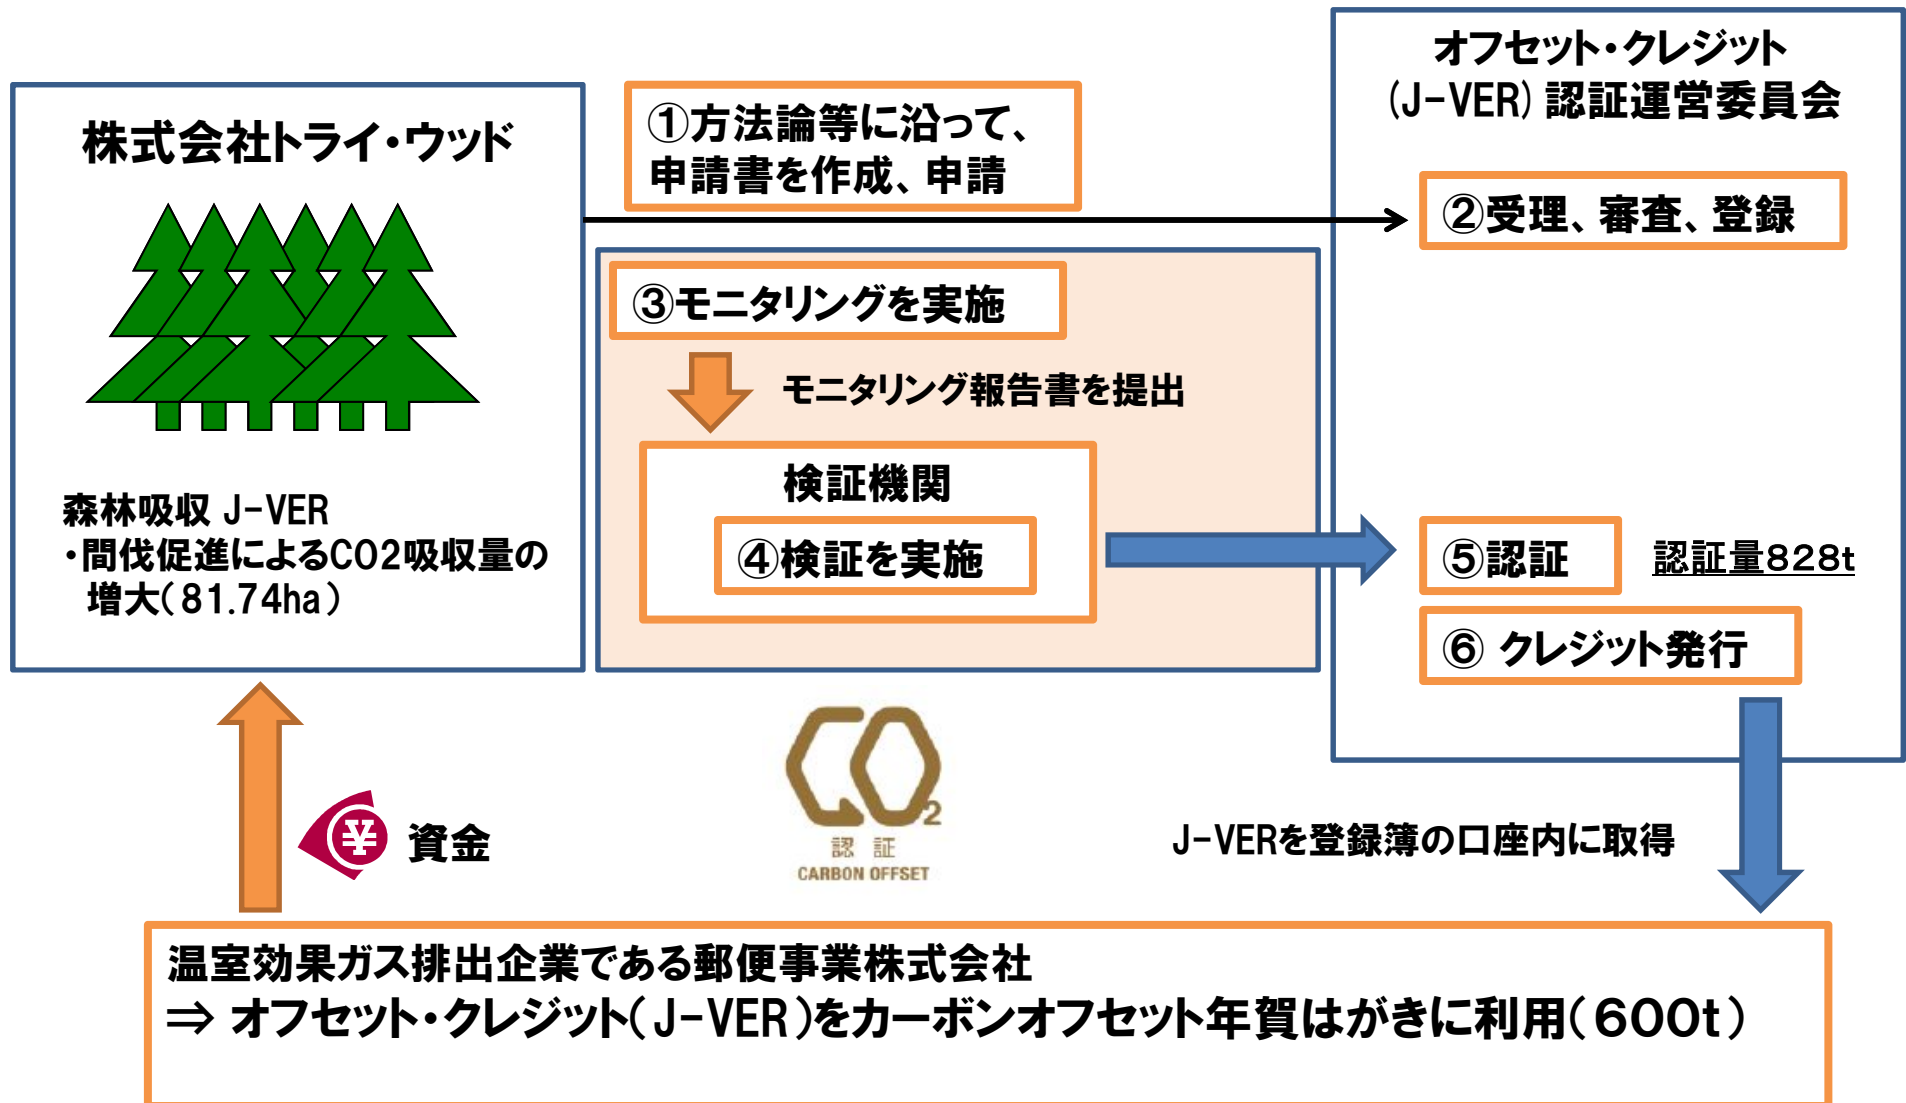 株式会社トライ・ウッド
森林吸収 J-VER
・間伐促進によるCO2吸収量の
増大(81.74ha)
①方法論等に沿って、
申請書を作成、申請
オフセット・クレジット
(J-VER)認証運営委員会
②受理、審査、登録
③モニタリングを実施
モニタリング報告書を提出
検証機関
④検証を実施
⑤認証
認証量828t
⑥ クレジット発行
¥
資金
CO2
認 証
CARBON OFFSET
J-VERを登録簿の口座内に取得
温室効果ガス排出企業である郵便事業株式会社
⇒ オフセット・クレジット(J-VER)をカーボンオフセット年賀はがきに利用(600t)